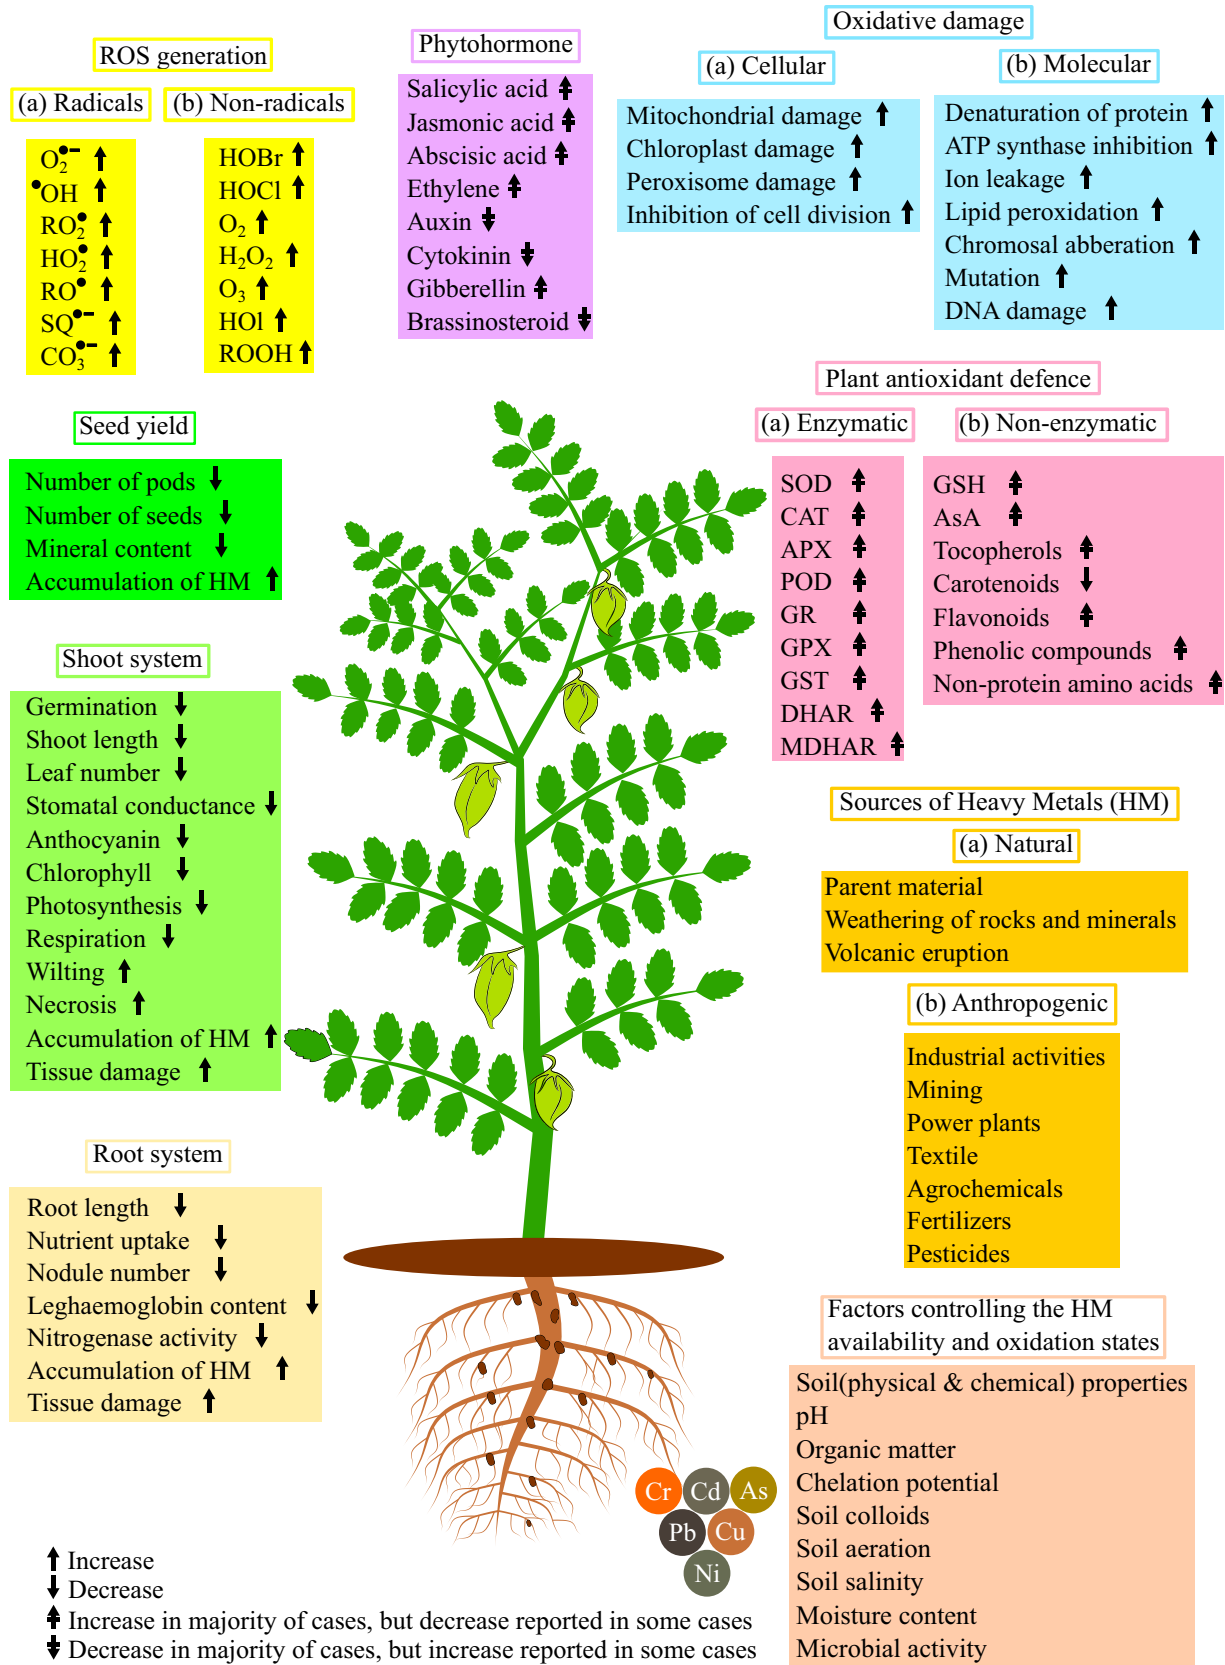 ROS generation
(a) Radicals
O2•− ↑
•OH ↑
RO2• ↑
HO2• ↑
RO• ↑
SQ•− ↑
CO3•− ↑
(b) Non-radicals
HOBr ↑
HOCl ↑
O2 ↑
H2O2 ↑
O3 ↑
HOl ↑
ROOH ↑
Phytohormone
Salicylic acid
Jasmonic acid
Abscisic acid
Ethylene
Auxin
Cytokinin
Gibberellin
Brassinosteroid
Oxidative damage
(a) Cellular
Mitochondrial damage ↑
Chloroplast damage ↑
Peroxisome damage ↑
Inhibition of cell division ↑
(b) Molecular
Denaturation of protein ↑
ATP synthase inhibition ↑
Ion leakage ↑
Lipid peroxidation ↑
Chromosal abberation ↑
Mutation ↑
DNA damage ↑
Plant antioxidant defence
(a) Enzymatic
SOD
CAT
APX
POD
GR
GPX
GST
DHAR
MDHAR
(b) Non-enzymatic
GSH
AsA
Tocopherols
Carotenoids ↓
Flavonoids
Phenolic compounds
Non-protein amino acids
Seed yield
Number of pods ↓
Number of seeds ↓
Mineral content ↓
Accumulation of HM ↑
Shoot system
Germination ↓
Shoot length ↓
Leaf number ↓
Stomatal conductance ↓
Anthocyanin ↓
Chlorophyll ↓
Photosynthesis ↓
Respiration ↓
Wilting ↑
Necrosis ↑
Accumulation of HM ↑
Tissue damage ↑
Root system
Root length ↓
Nutrient uptake ↓
Nodule number ↓
Leghaemoglobin content ↓
Nitrogenase activity ↓
Accumulation of HM ↑
Tissue damage ↑
Sources of Heavy Metals (HM)
(a) Natural
Parent material
Weathering of rocks and minerals
Volcanic eruption
(b) Anthropogenic
Industrial activities
Mining
Power plants
Textile
Agrochemicals
Fertilizers
Pesticides
Factors controlling the HM
availability and oxidation states
Soil(physical & chemical) properties
pH
Organic matter
Chelation potential
Soil colloids
Soil aeration
Soil salinity
Moisture content
Microbial activity
Cr Cd As
Pb Cu
Ni
↑ Increase
↓ Decrease
Increase in majority of cases, but decrease reported in some cases
Decrease in majority of cases, but increase reported in some cases